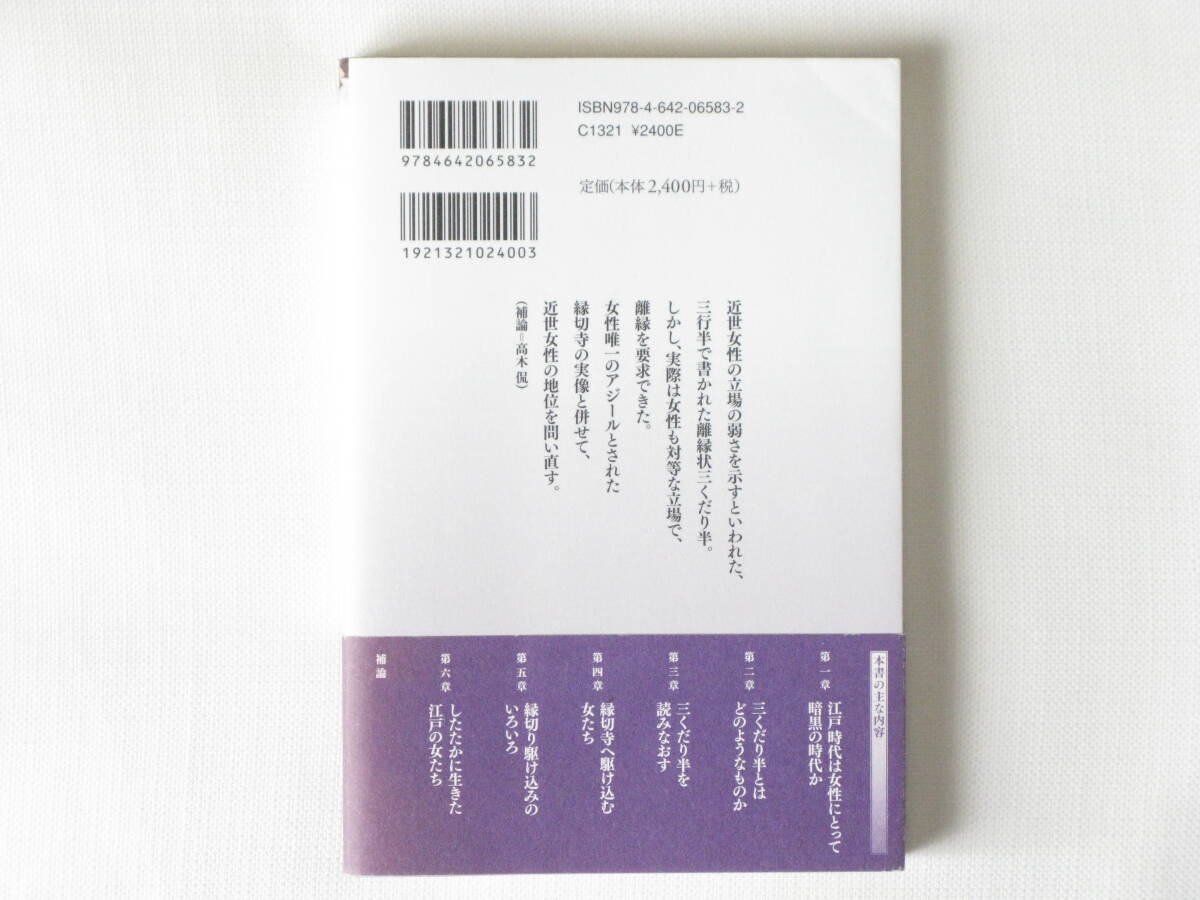 ISBN978-4-642-06583-2
C1321 ¥2400E
9784642065832
定価(本体2,400円+税)
1921321024003
近世女性の立場の弱さを示すといわれた、
三行半で書かれた離縁状三くだり半。
しかし、実際は女性も対等な立場で、
離縁を要求できた。
女性唯一のアジールとされた
縁切寺の実像と併せて、
近世女性の地位を問い直す。
(補論=高木 侃)
本書の主な内容
第一章 江戸時代は女性にとって
暗黒の時代か
第二章 三くだり半とは
どのようなものか
第三章 三くだり半を
読みなおす
第四章 縁切寺へ駆け込む
女たち
第五章 縁切り駆け込みの
いろいろ
第六章 したたかに生きた
江戸の女たち
補論